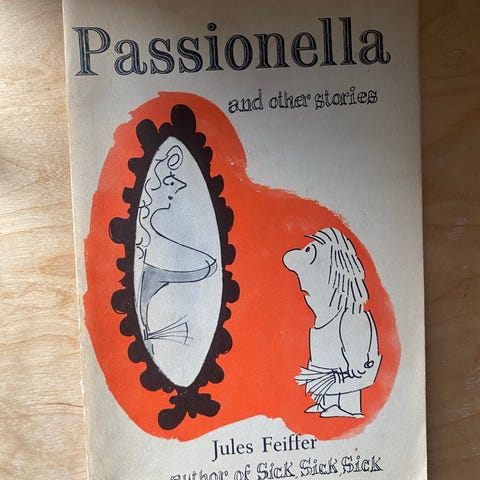 Passionella
and other stories
Jules Feiffer
author of Sick, Sick, Sick